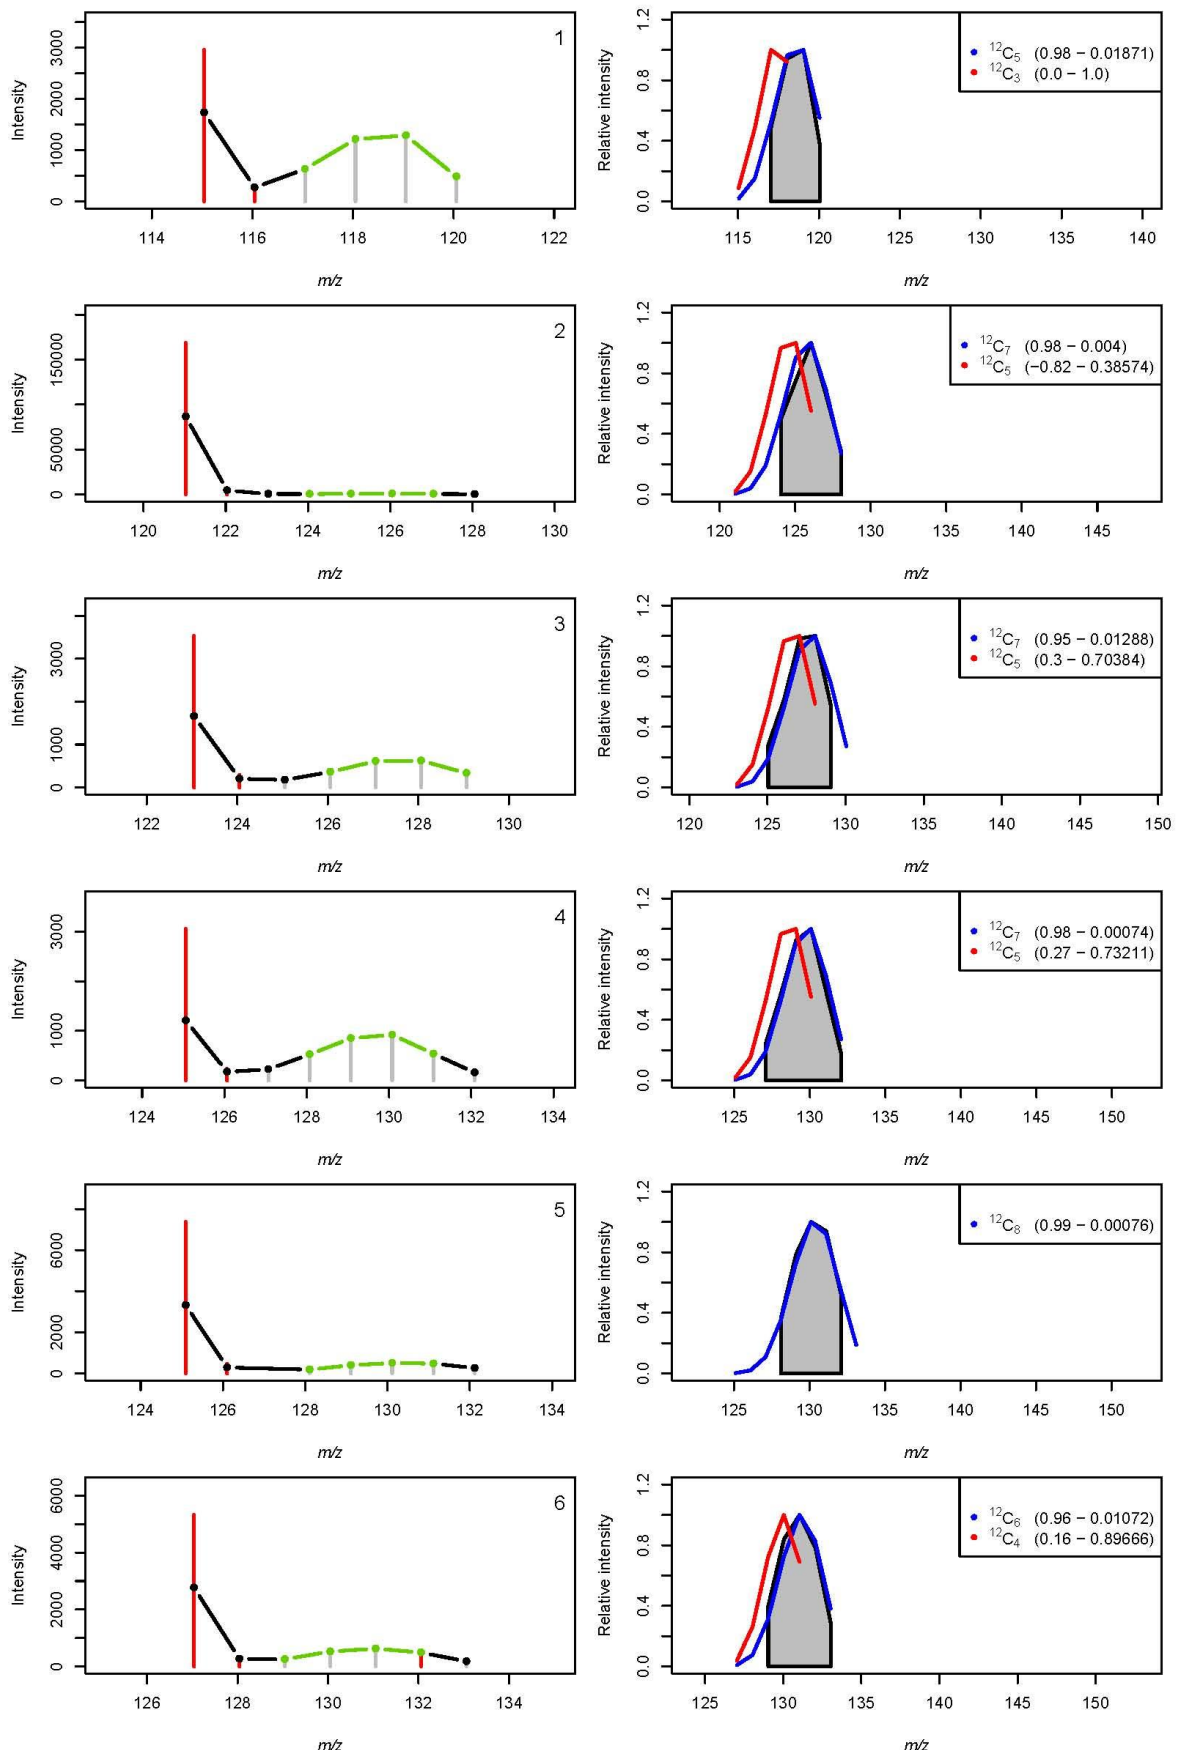 Intensity
3000
2000
1000
0
1
114 116 118 120 122
m/z
Relative intensity
1.2
0.8
0.4
0.0
12C5 (0.98 − 0.01871)
12C3 (0.0 − 1.0)
115 120 125 130 135 140
m/z
Intensity
150000
50000
0
2
120 122 124 126 128 130
m/z
Relative intensity
1.2
0.8
0.4
0.0
12C7 (0.98 − 0.004)
12C5 (−0.82 − 0.38574)
120 125 130 135 140 145
m/z
Intensity
3000
1000
0
3
122 124 126 128 130
m/z
Relative intensity
1.2
0.8
0.4
0.0
12C7 (0.95 − 0.01288)
12C5 (0.3 − 0.70384)
120 125 130 135 140 145 150
m/z
Intensity
3000
1000
0
4
124 126 128 130 132 134
m/z
Relative intensity
1.2
0.8
0.4
0.0
12C7 (0.98 − 0.00074)
12C5 (0.27 − 0.73211)
125 130 135 140 145 150
m/z
Intensity
6000
2000
0
5
124 126 128 130 132 134
m/z
Relative intensity
1.2
0.8
0.4
0.0
12C8 (0.99 − 0.00076)
125 130 135 140 145 150
m/z
Intensity
6000
4000
2000
0
6
126 128 130 132 134
m/z
Relative intensity
1.2
0.8
0.4
0.0
12C6 (0.96 − 0.01072)
12C4 (0.16 − 0.89666)
125 130 135 140 145 150
m/z